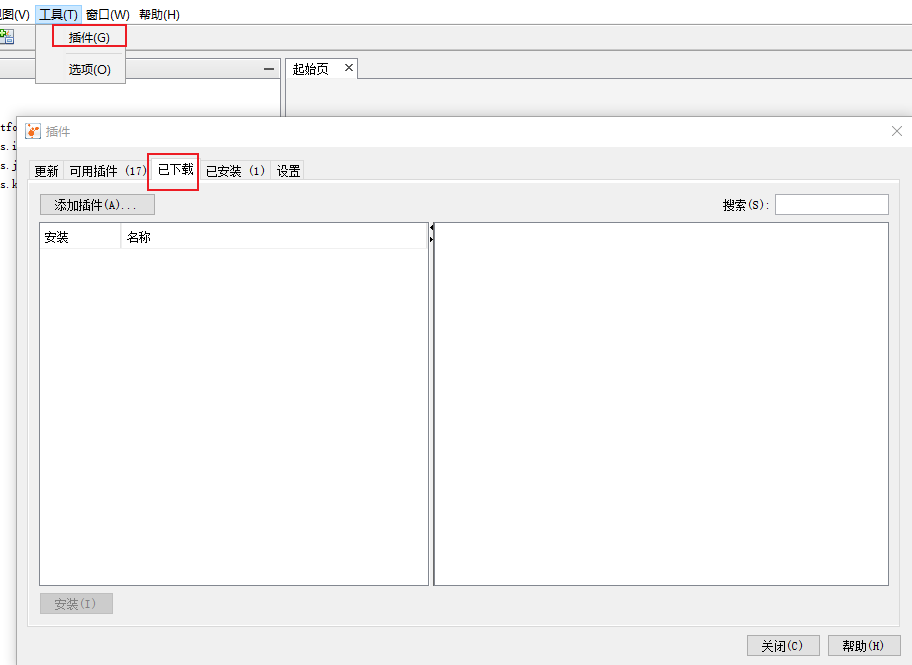 图(V) 工具(T) 窗口(W) 帮助(H)
插件(G)
选项(O)
起始页
插件
更新 可用插件 (17) 已下载 已安装 (1) 设置
添加插件(A)... 搜索(S):
安装 名称
安装(I)
关闭(C) 帮助(H)